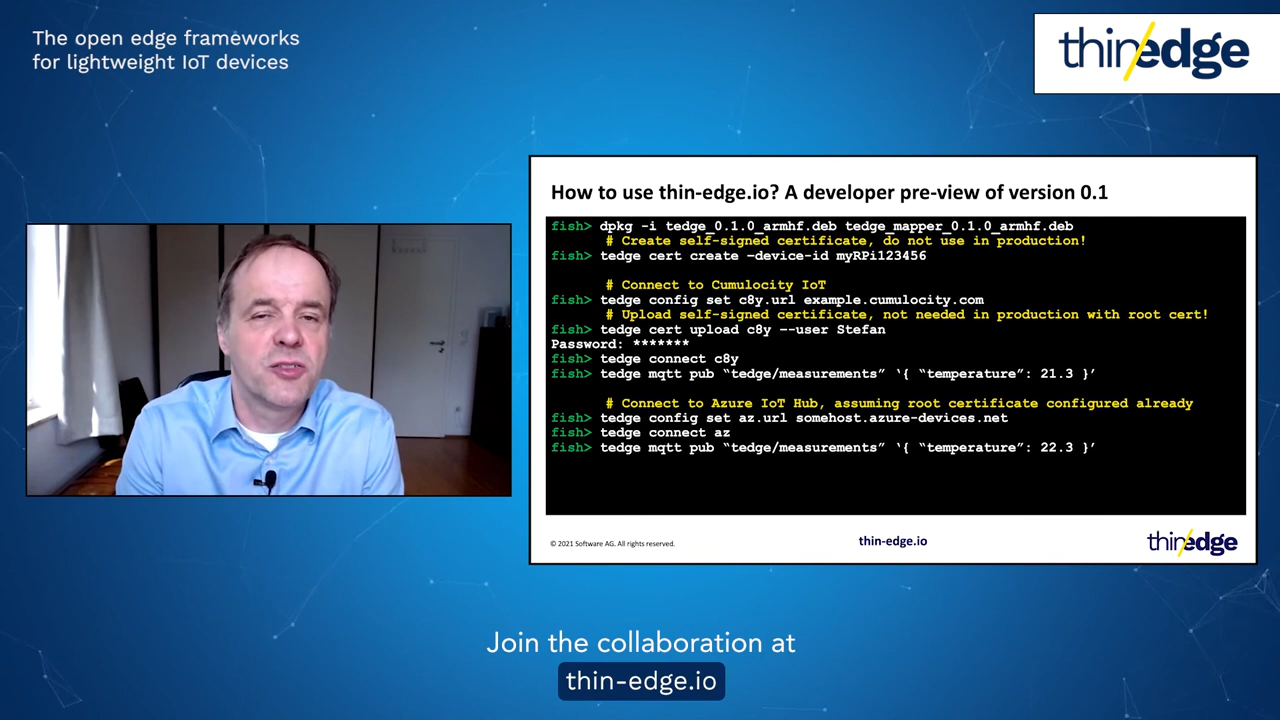 The open edge frameworks
for lightweight IoT devices
thin/edge
How to use thin-edge.io? A developer pre-view of version 0.1
fish> dpkg -i tedge_0.1.0_armhf.deb tedge_mapper_0.1.0_armhf.deb
# Create self-signed certificate, do not use in production!
fish> tedge cert create –device-id myRPi123456
# Connect to Cumulocity IoT
fish> tedge config set c8y.url example.cumulocity.com
# Upload self-signed certificate, not needed in production with root cert!
fish> tedge cert upload c8y --user Stefan
Password: *******
fish> tedge connect c8y
fish> tedge mqtt pub “tedge/measurements” ‘{ “temperature”: 21.3 }’
# Connect to Azure IoT Hub, assuming root certificate configured already
fish> tedge config set az.url somehost.azure-devices.net
fish> tedge connect az
fish> tedge mqtt pub “tedge/measurements” ‘{ “temperature”: 22.3 }’
© 2021 Software AG. All rights reserved.
thin-edge.io
thin/edge
Join the collaboration at
thin-edge.io